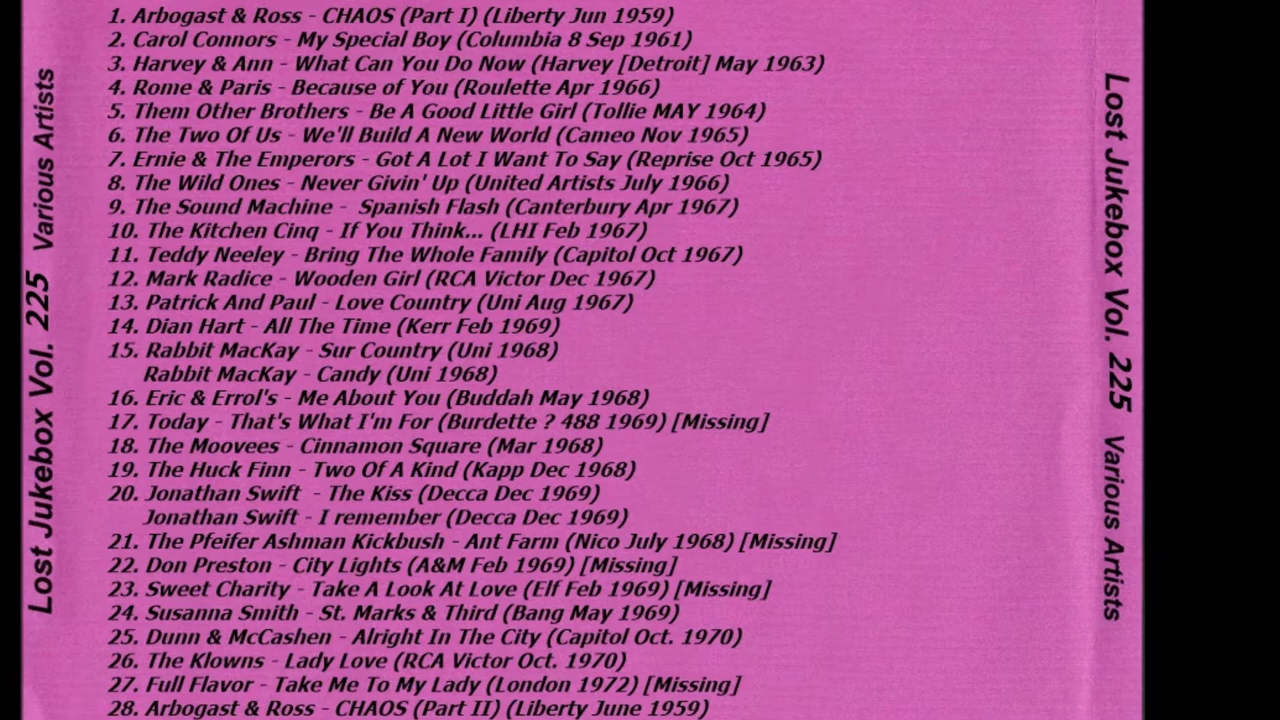 1. Arbogast & Ross - CHAOS (Part I) (Liberty Jun 1959)
2. Carol Connors - My Special Boy (Columbia 8 Sep 1961)
3. Harvey & Ann - What Can You Do Now (Harvey [Detroit] May 1963)
4. Rome & Paris - Because of You (Roulette Apr 1966)
5. Them Other Brothers - Be A Good Little Girl (Tollie MAY 1964)
6. The Two Of Us - We'll Build A New World (Cameo Nov 1965)
7. Ernie & The Emperors - Got A Lot I Want To Say (Reprise Oct 1965)
8. The Wild Ones - Never Givin' Up (United Artists July 1966)
9. The Sound Machine - Spanish Flash (Canterbury Apr 1967)
10. The Kitchen Cinq - If You Think... (LHI Feb 1967)
11. Teddy Neeley - Bring The Whole Family (Capitol Oct 1967)
12. Mark Radice - Wooden Girl (RCA Victor Dec 1967)
13. Patrick And Paul - Love Country (Uni Aug 1967)
14. Dian Hart - All The Time (Kerr Feb 1969)
15. Rabbit MacKay - Sur Country (Uni 1968)
Rabbit MacKay - Candy (Uni 1968)
16. Eric & Errol's - Me About You (Buddah May 1968)
17. Today - That's What I'm For (Burdette ? 488 1969) [Missing]
18. The Moovees - Cinnamon Square (Mar 1968)
19. The Huck Finn - Two Of A Kind (Kapp Dec 1968)
20. Jonathan Swift - The Kiss (Decca Dec 1969)
Jonathan Swift - I remember (Decca Dec 1969)
21. The Pfeifer Ashman Kickbush - Ant Farm (Nico July 1968) [Missing]
22. Don Preston - City Lights (A&M Feb 1969) [Missing]
23. Sweet Charity - Take A Look At Love (Elf Feb 1969) [Missing]
24. Susanna Smith - St. Marks & Third (Bang May 1969)
25. Dunn & McCashen - Alright In The City (Capitol Oct. 1970)
26. The Klowns - Lady Love (RCA Victor Oct. 1970)
27. Full Flavor - Take Me To My Lady (London 1972) [Missing]
28. Arbogast & Ross - CHAOS (Part II) (Liberty June 1959)
Lost Jukebox Vol. 225 Various Artists
Lost Jukebox Vol. 225 Various Artists